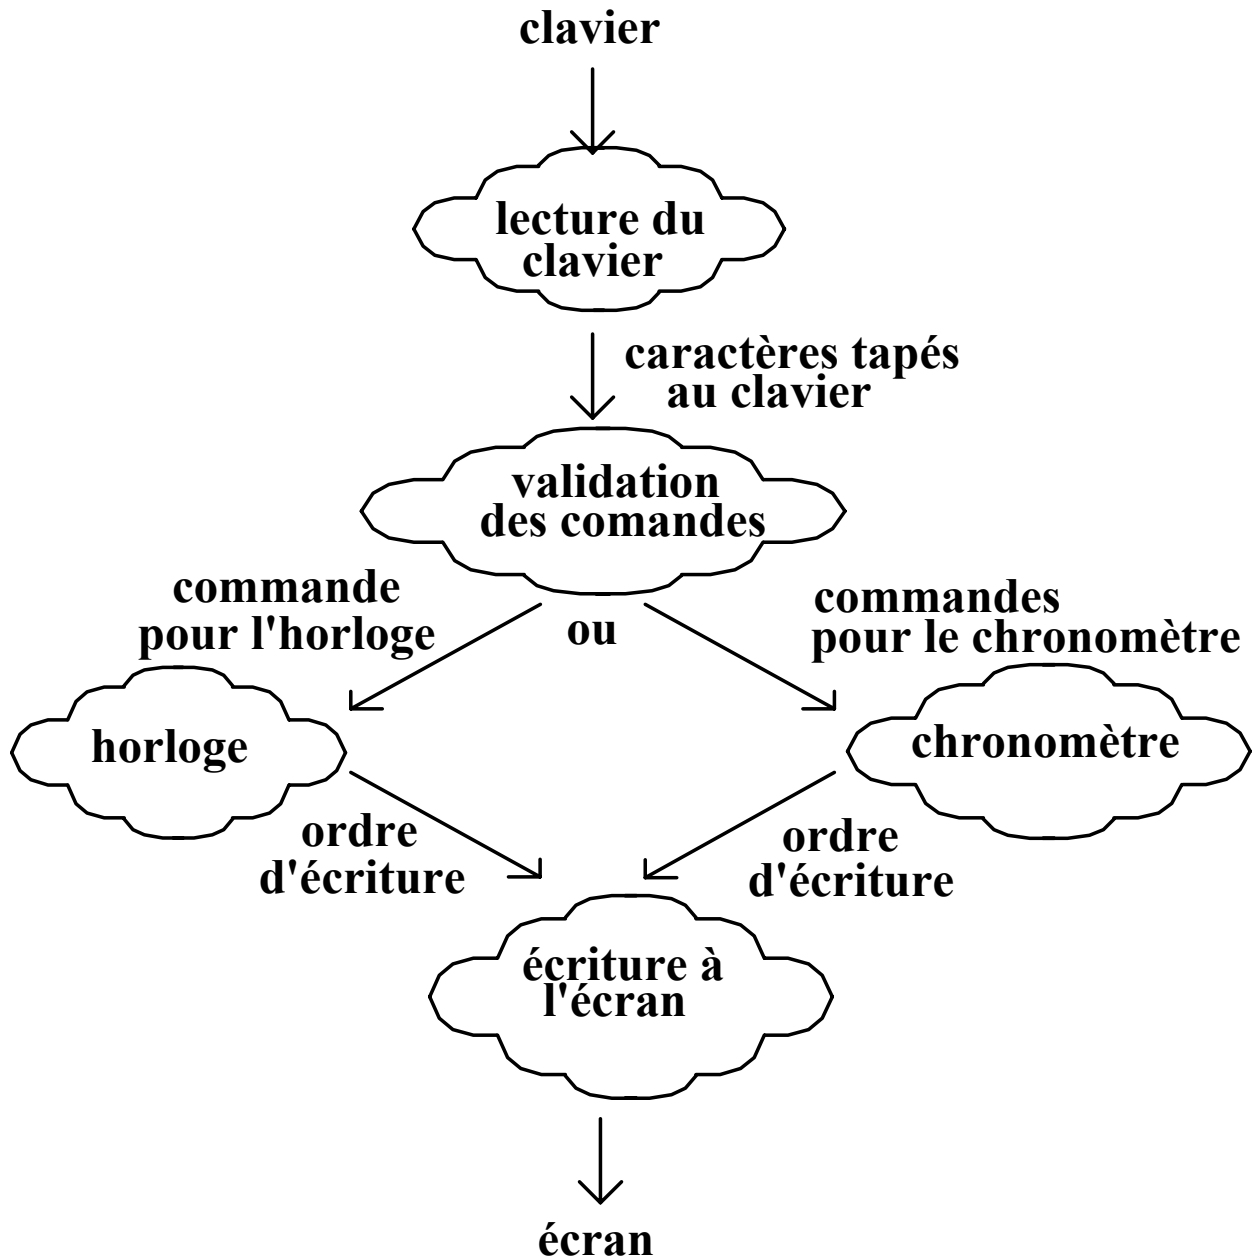 clavier
lecture du
clavier
caractères tapés
au clavier
validation
des comandes
commande
pour l'horloge
ou
commandes
pour le chronomètre
horloge
chronomètre
ordre
d'écriture
ordre
d'écriture
écriture à
l'écran
écran